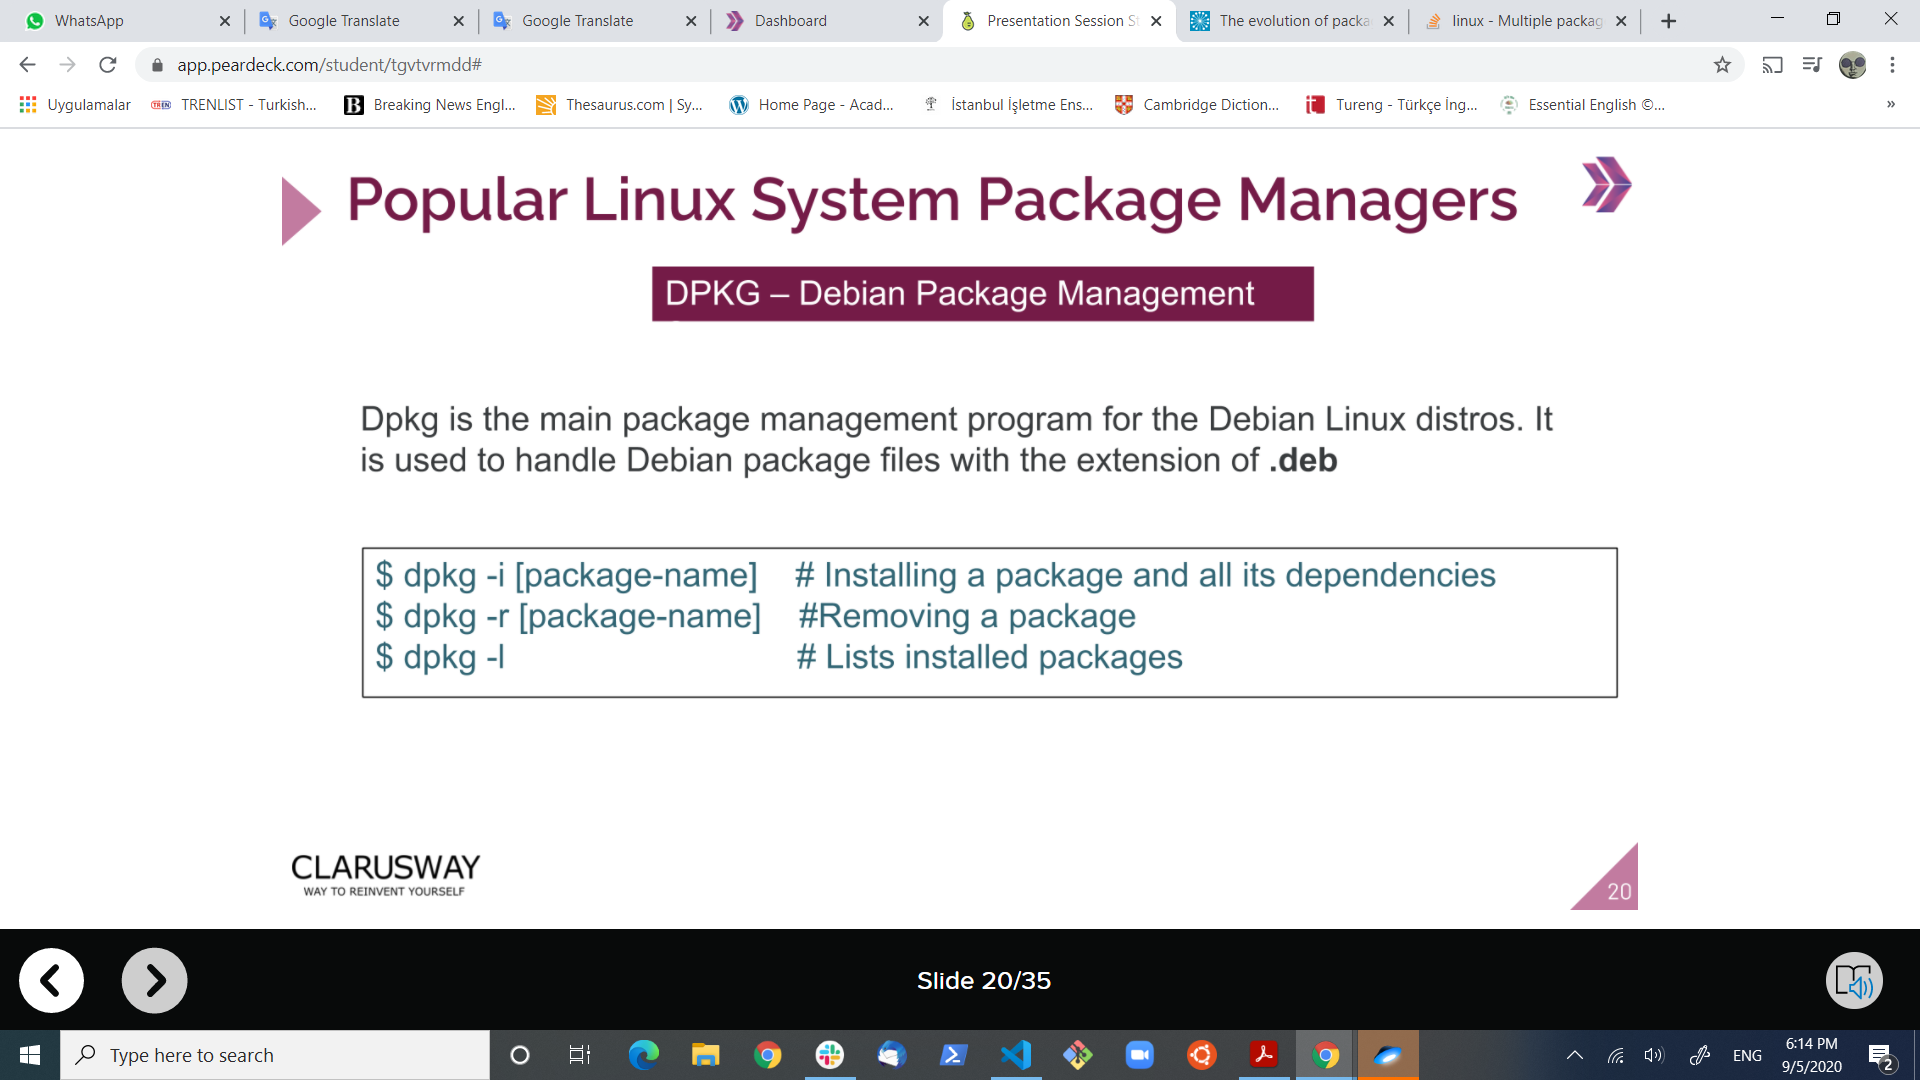 WhatsApp
Google Translate
Google Translate
Dashboard
Presentation Session St
The evolution of packa
linux - Multiple packag
app.peardeck.com/student/tgvtvrmdd#
Uygulamalar
TREN
TRENLIST - Turkish...
B
Breaking News Engl...
Thesaurus.com | Sy...
Home Page - Acad...
İstanbul İşletme Ens...
Cambridge Diction...
Tureng - Türkçe İng...
Essential English ©...
»
Popular Linux System Package Managers
DPKG – Debian Package Management
Dpkg is the main package management program for the Debian Linux distros. It
is used to handle Debian package files with the extension of .deb
$ dpkg -i [package-name] # Installing a package and all its dependencies
$ dpkg -r [package-name] #Removing a package
$ dpkg -l # Lists installed packages
CLARUSWAY
WAY TO REINVENT YOURSELF
20
Slide 20/35
Type here to search
ENG
6:14 PM
9/5/2020
2